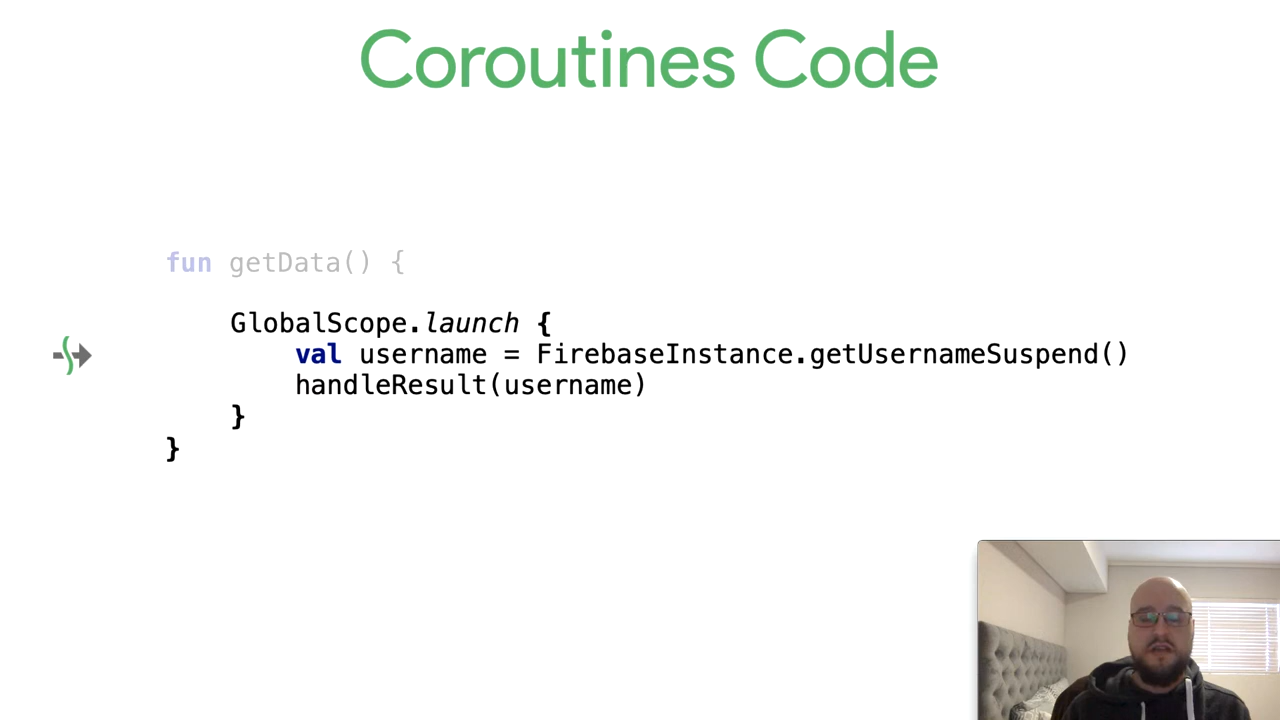 Coroutines Code
fun getData() {
GlobalScope.launch {
val username = FirebaseInstance.getUsernameSuspend()
handleResult(username)
}
}